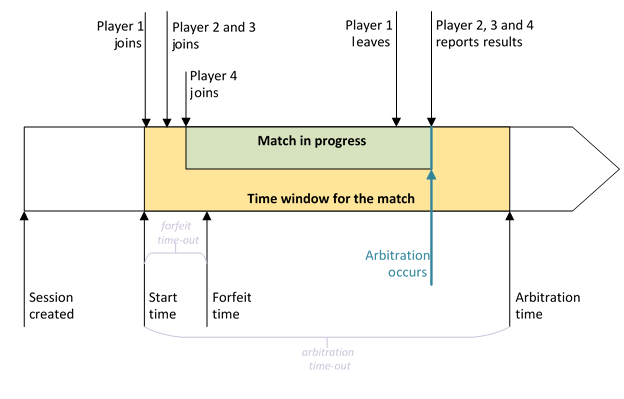 Player 1
joins
Player 2 and 3
joins
Player 4
joins
Player 1
leaves
Player 2, 3 and 4
reports results
Match in progress
Time window for the match
forfeit
time-out
Arbitration
occurs
Session
created
Start
time
Forfeit
time
Arbitration
time
arbitration
time-out